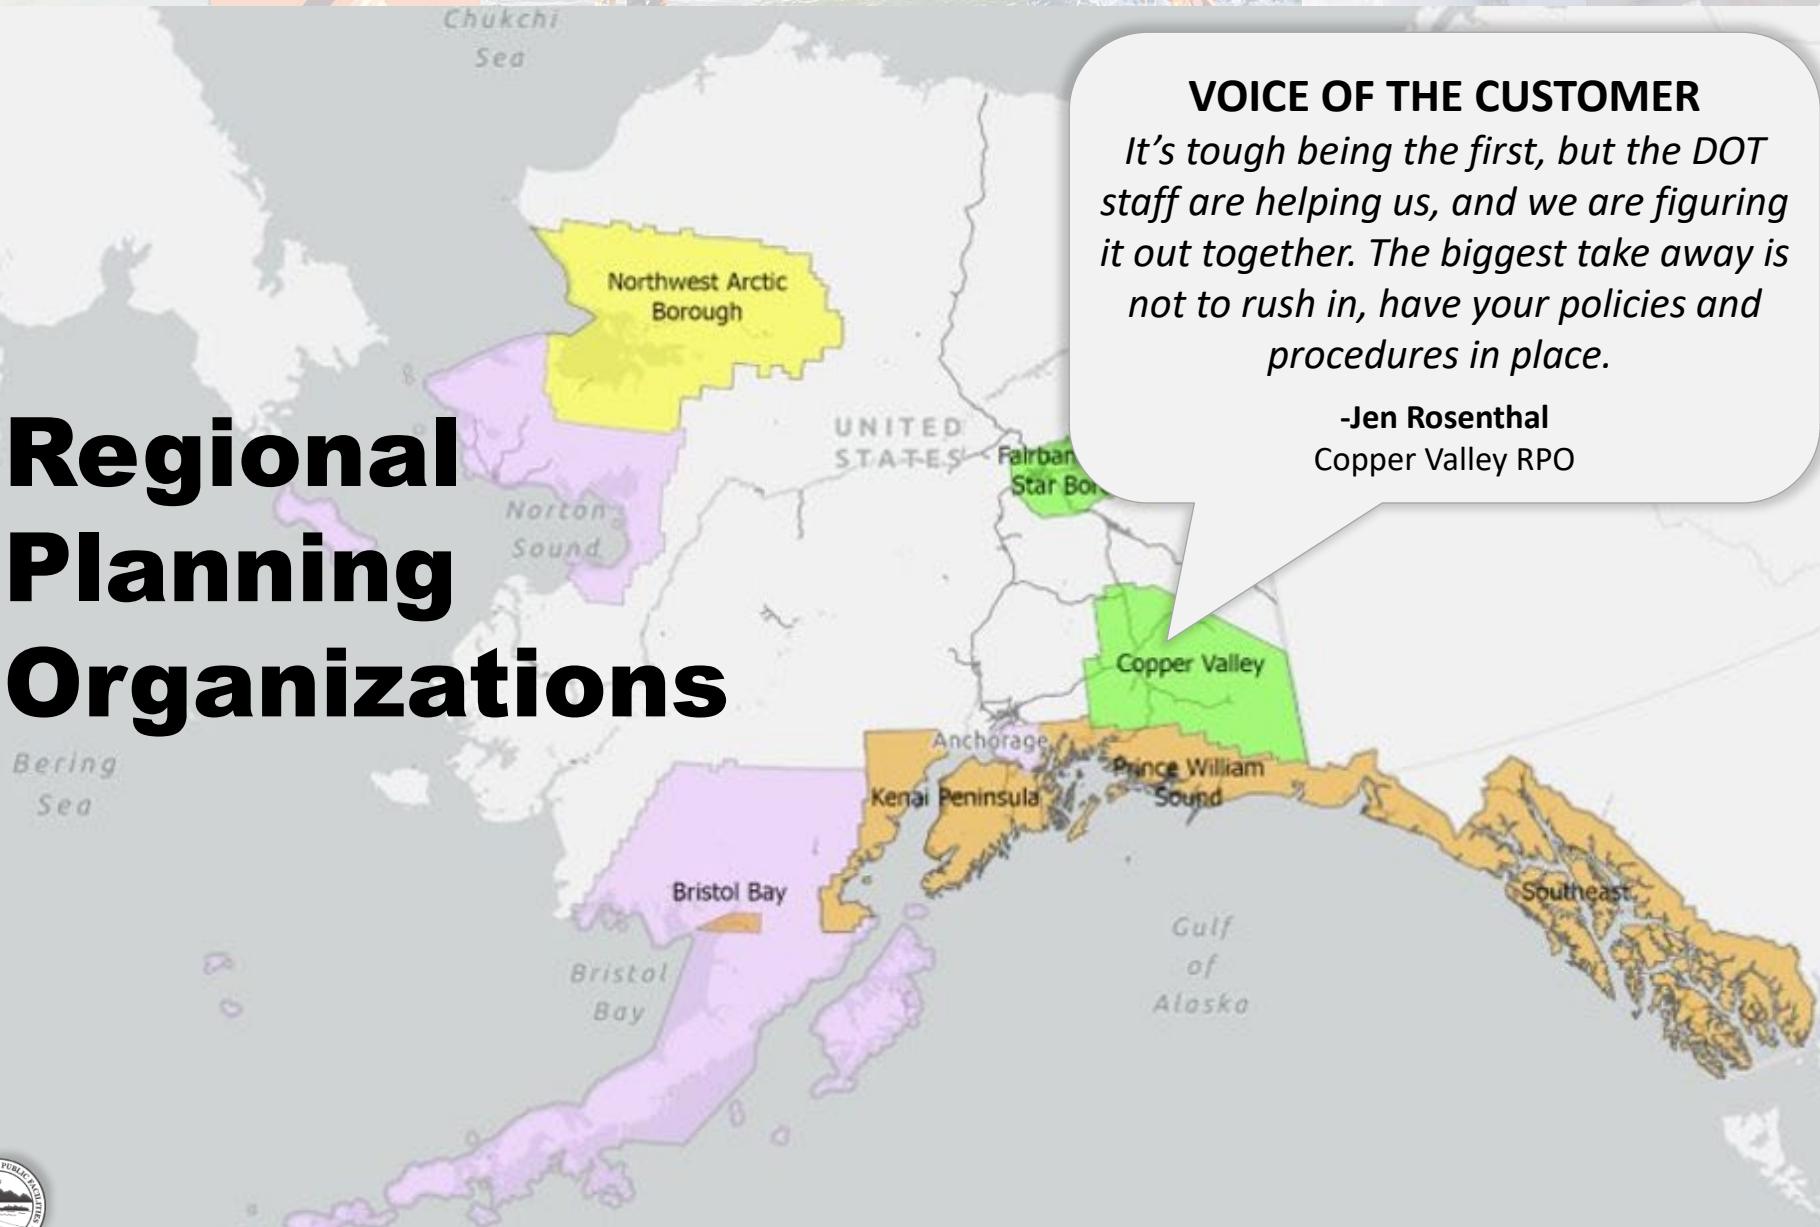 Chukchi
Sea
VOICE OF THE CUSTOMER
It’s tough being the first, but the DOT
staff are helping us, and we are figuring
it out together. The biggest take away is
not to rush in, have your policies and
procedures in place.
-Jen Rosenthal
Copper Valley RPO
Northwest Arctic
Borough
UNITED
STATES
Star
Regional
Planning
Organizations
Norton
Sound
Copper Valley
Anchorage
Prince William
Sound
Kenai Peninsula
Bering
Sea
Bristol Bay
Southeast
Gulf
of
Alaska
Bristol
Bay
PUBLIC FACILITIES